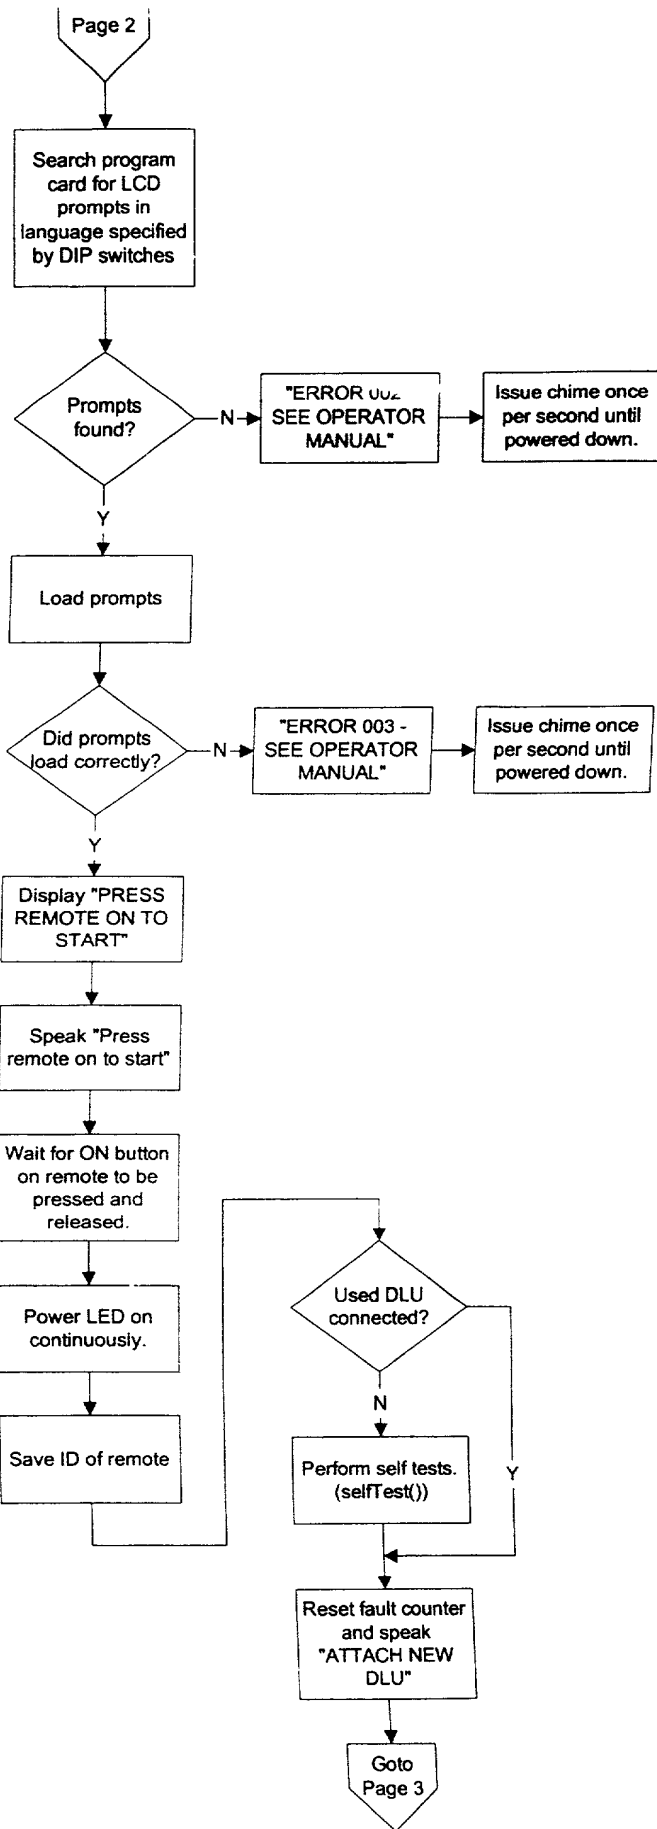 Page 2
Search program
card for LCD
prompts in
language specified
by DIP switches
Prompts
found?
N
"ERROR
SEE OPERATOR
MANUAL"
Issue chime once
per second until
powered down.
Y
Load prompts
Did prompts
load correctly?
N
"ERROR 003 -
SEE OPERATOR
MANUAL"
Issue chime once
per second until
powered down.
Y
Display "PRESS
REMOTE ON TO
START"
Speak "Press
remote on to start"
Wait for ON button
on remote to be
pressed and
released.
Power LED on
continuously.
Save ID of remote
Used DLU
connected?
N
Y
Perform self tests.
(selfTest())
Reset fault counter
and speak
"ATTACH NEW
DLU"
Goto
Page 3